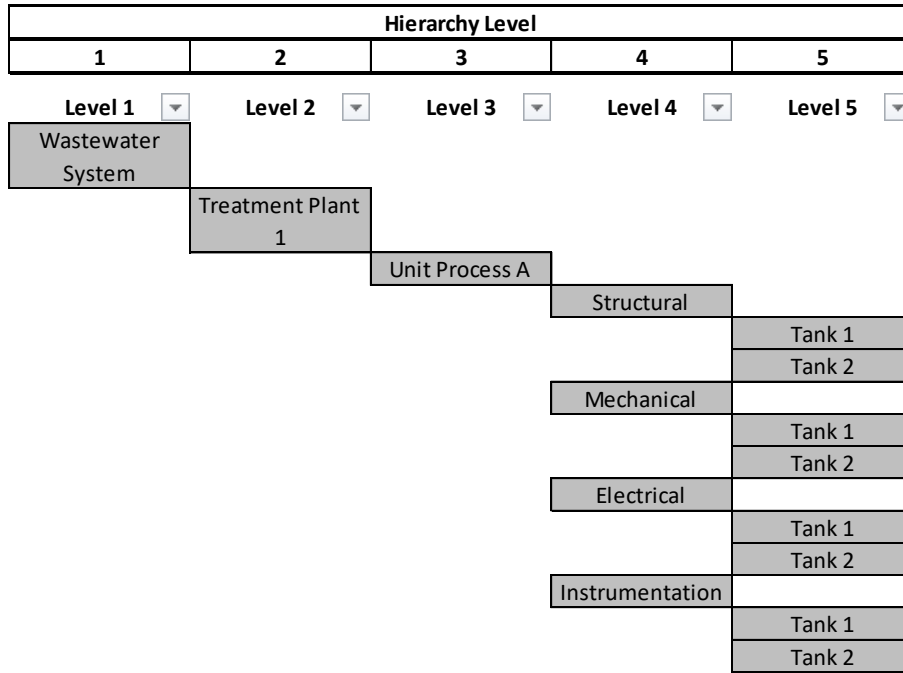 Hierarchy Level
1 2 3 4 5
Level 1 Level 2 Level 3 Level 4 Level 5
Wastewater
System
Treatment Plant
1
Unit Process A
Structural
Tank 1
Tank 2
Mechanical
Tank 1
Tank 2
Electrical
Tank 1
Tank 2
Instrumentation
Tank 1
Tank 2